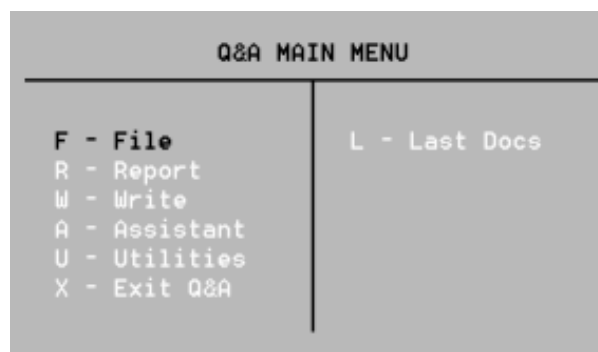 Q&A MAIN MENU
F - File
R - Report
W - Write
A - Assistant
U - Utilities
X - Exit Q&A
L - Last Docs